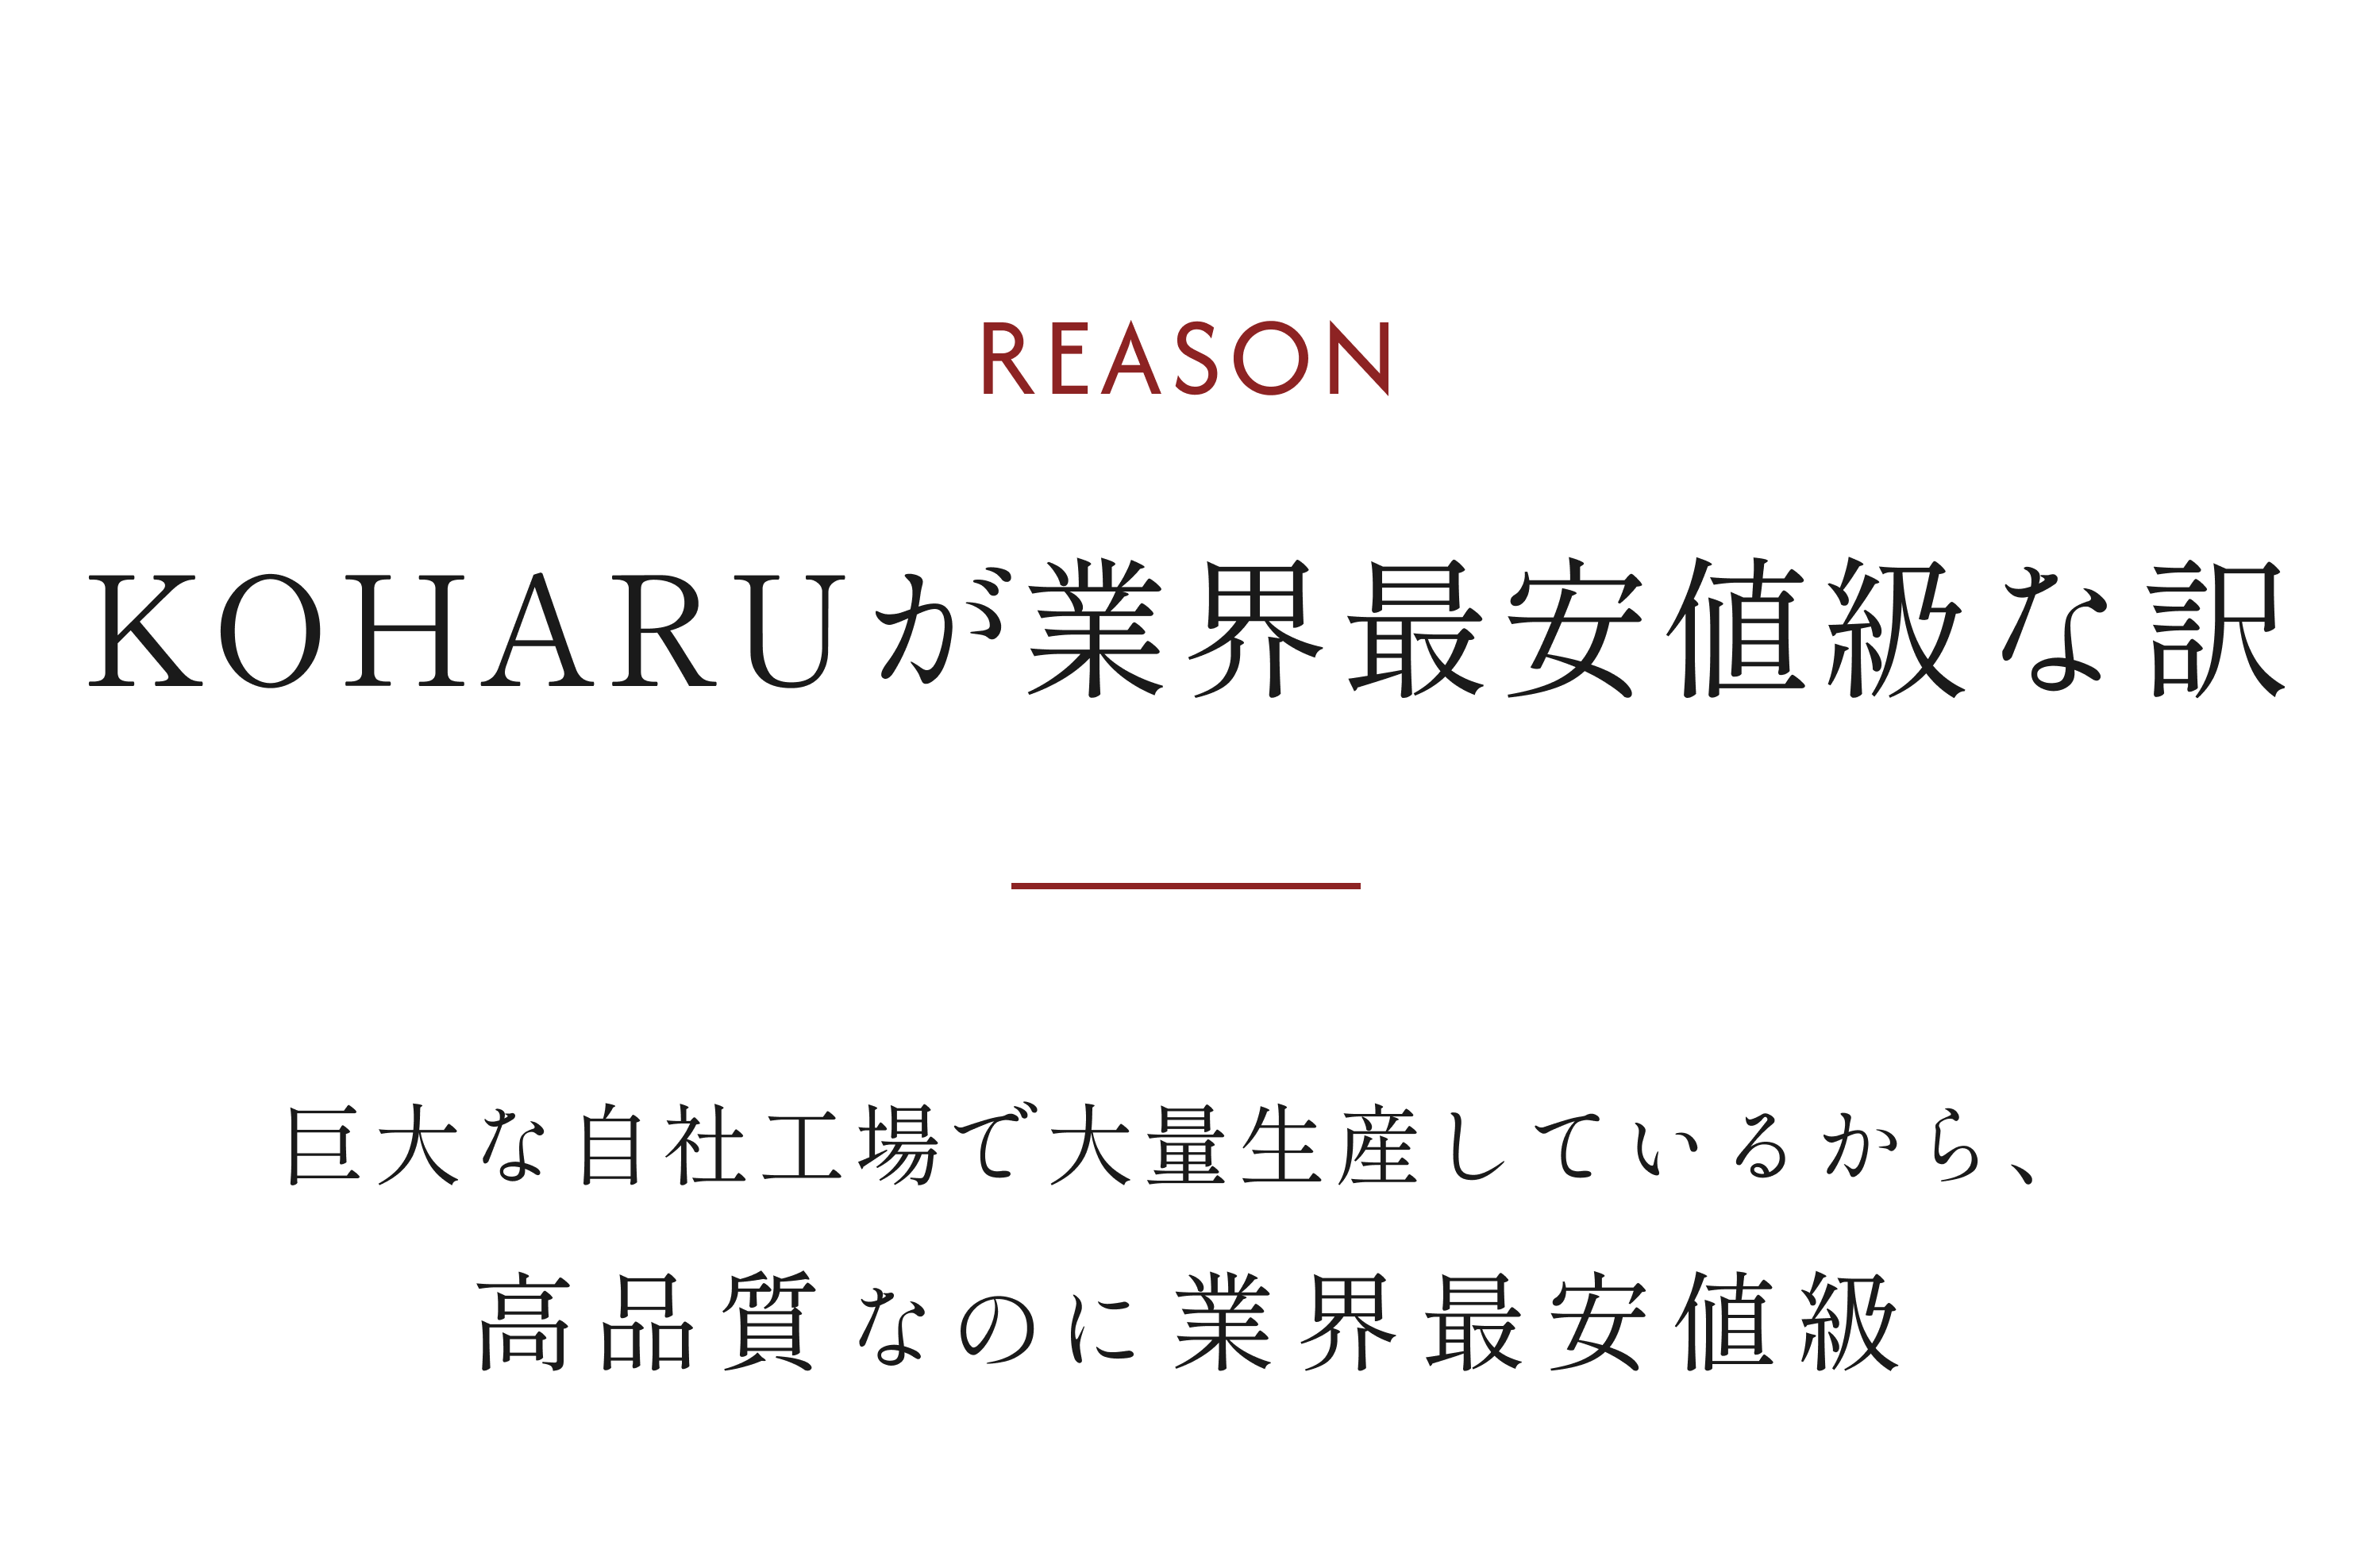 REASON
KOHARUが業界最安値級な訳
巨大な自社工場で大量生産しているから、
高品質なのに業界最安値級